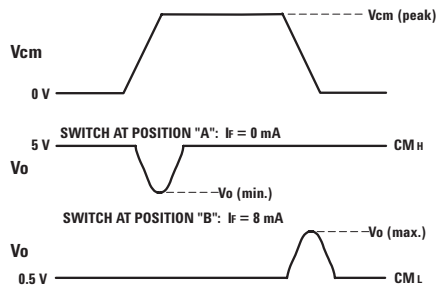 Vcm (peak)
Vcm
0 V
SWITCH AT POSITION "A": IF = 0 mA
5 V
CMH
Vo
Vo (min.)
SWITCH AT POSITION "B": IF = 8 mA
Vo (max.)
Vo
0.5 V
CML